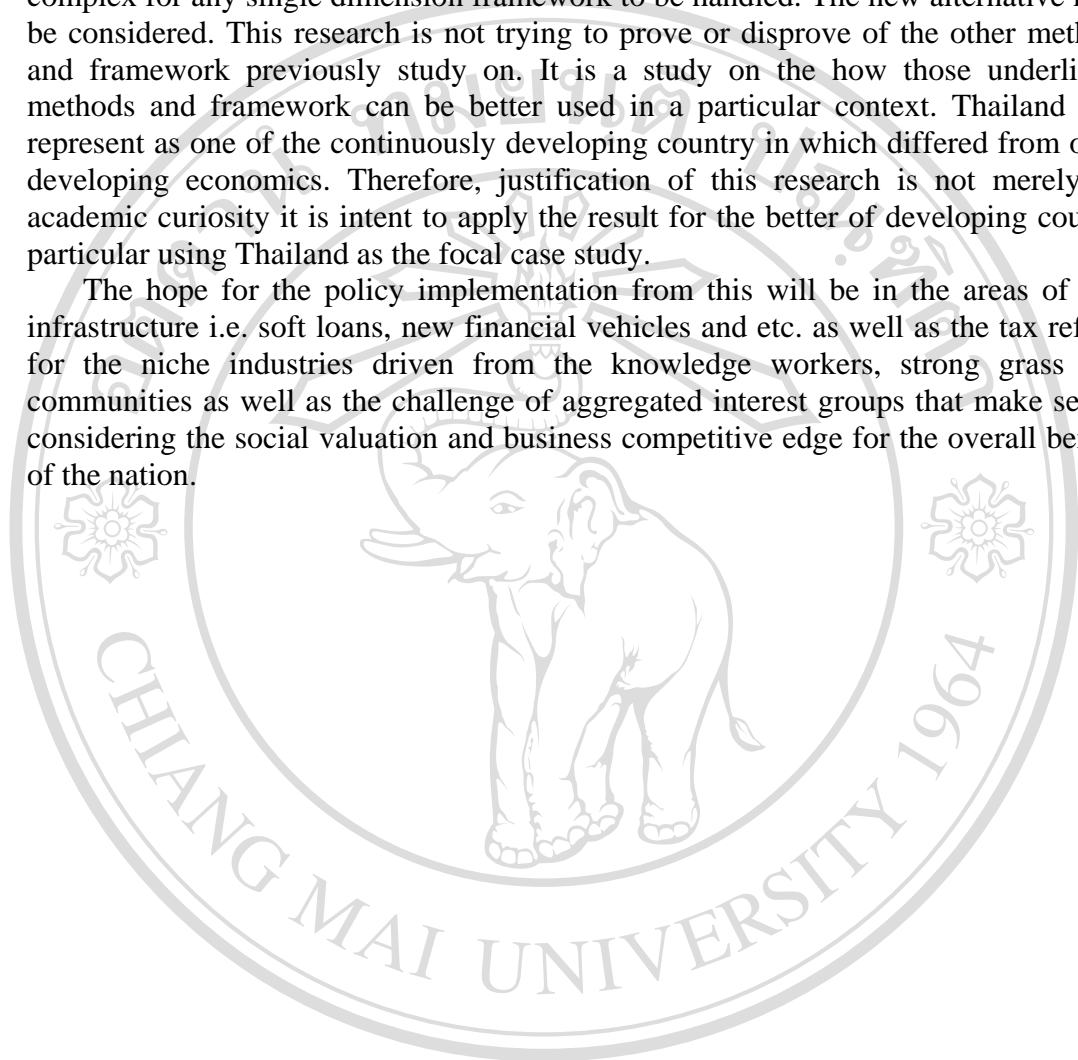 complex for any single dimension framework to be handled. The new alternative
be considered. This research is not trying to prove or disprove of the other meth
and framework previously study on. It is a study on the how those underli
methods and framework can be better used in a particular context. Thailand
represent as one of the continuously developing country in which differed from o
developing economics. Therefore, justification of this research is not merely
academic curiosity it is intent to apply the result for the better of developing cou
particular using Thailand as the focal case study.
The hope for the policy implementation from this will be in the areas of
infrastructure i.e. soft loans, new financial vehicles and etc. as well as the tax ref
for the niche industries driven from the knowledge workers, strong grass
communities as well as the challenge of aggregated interest groups that make se
considering the social valuation and business competitive edge for the overall be
of the nation.
CHIANG MAI UNIVERSITY 1964